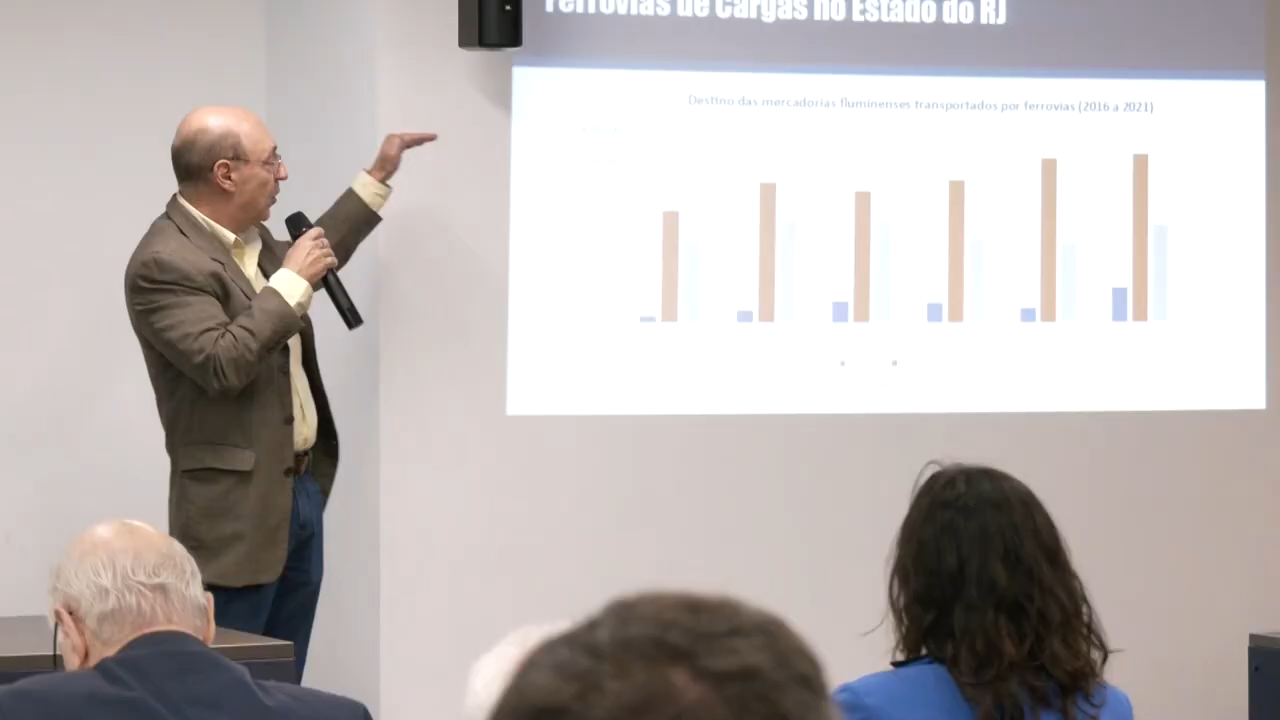 Ferrovias de Cargas no Estado do RJ
Destino das mercadorias fluminenses transportados por ferrovias (2016 a 2021)